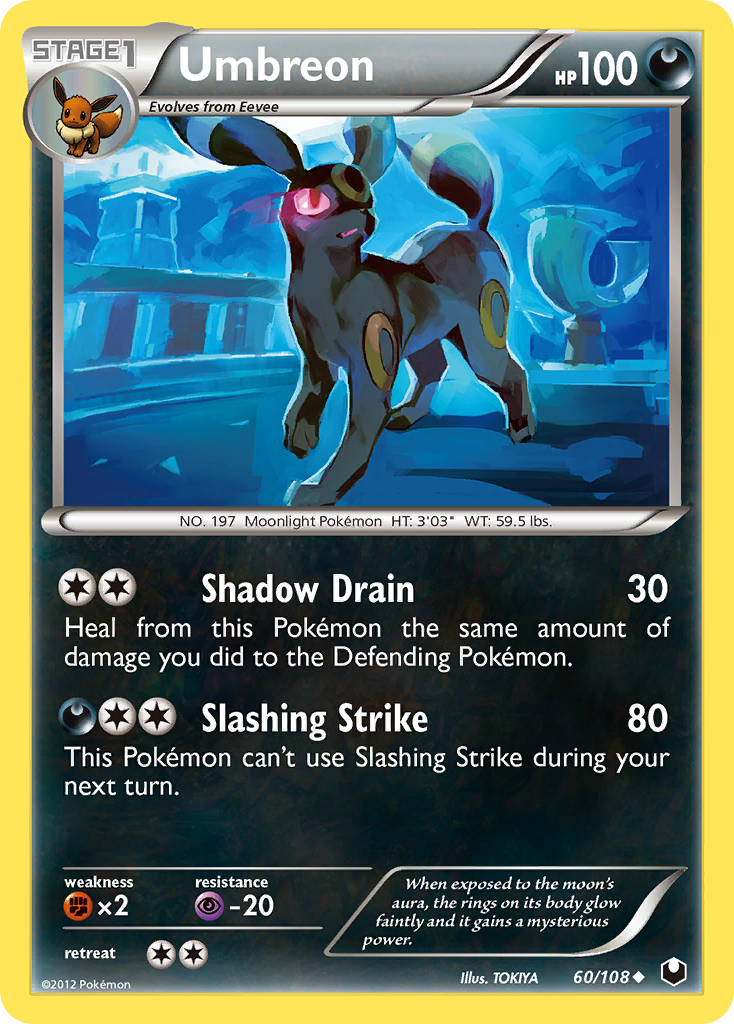 STAGE1
Umbreon
HP100
Evolves from Eevee
NO. 197 Moonlight Pokémon HT: 3'03" WT: 59.5 lbs.
Shadow Drain 30
Heal from this Pokémon the same amount of
damage you did to the Defending Pokémon.
Slashing Strike 80
This Pokémon can't use Slashing Strike during your
next turn.
weakness
×2
resistance
-20
retreat
When exposed to the moon's
aura, the rings on its body glow
faintly and it gains a mysterious
power.
©2012 Pokémon
Illus. TOKIYA
60/108